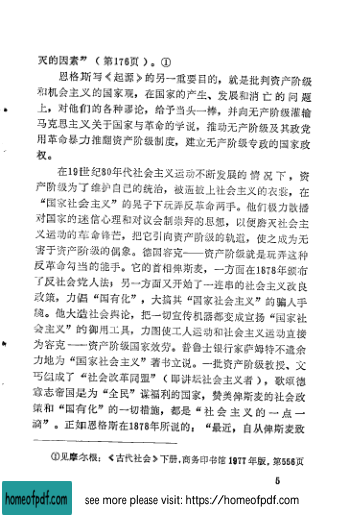 灭的因素”（第176页）。①
恩格斯写《起源》的另一重要目的，就是批判资产阶级
和机会主义的国家观，在国家的产生、发展和消亡的问题
上，对他们的各种谬论，给予当头一棒，并向无产阶级灌输
马克思主义关于国家与革命的学说，推动无产阶级及其政党
用革命暴力推翻资产阶级制度，建立无产阶级专政的国家政
权。
在19世纪80年代社会主义运动不断发展的情况下，资
产阶级为了维护自己的统治，被迫披上社会主义的衣裳，在
“国家社会主义”的晃子下玩弄反革命两手。他们极力散播
对国家的迷信心理和对议会制崇拜的思想，以便磨灭社会主
义运动的革命锋芒，把它引向资产阶级的轨道，使之成为无
害于资产阶级的偶象。德国容克——资产阶级就是玩弄这种
反革命勾当的能手。它的首相俾斯麦，一方面在1878年颁布
了反社会党人法；另一方面又开始了一连串的社会主义改良
政策，力倡“国有化”，大搞其“国家社会主义”的骗人手
绕。他大造社会舆论，把一切宣传机器都变成宣扬“国家社
会主义”的御用工具，力图使工人运动和社会主义运动直接
为容克——资产阶级国家效劳。普鲁士银行家萨姆特不遗余
力地为“国家社会主义”著书立说。一批资产阶级教授、文
丐组成了“社会改革同盟”（即讲坛社会主义者），歌颂德
意志帝国是为“全民”谋福利的国家，赞美俾斯麦的社会政
策和“国有化”的一切措施，都是“社会主义的一点一
滴”。正如恩格斯在1878年所说的：“最近，自从俾斯麦致
①见摩尔根：《古代社会》下册，商务印书馆1977年版，第556页
5
homeofpdf.com
see more please visit: https://homeofpdf.com